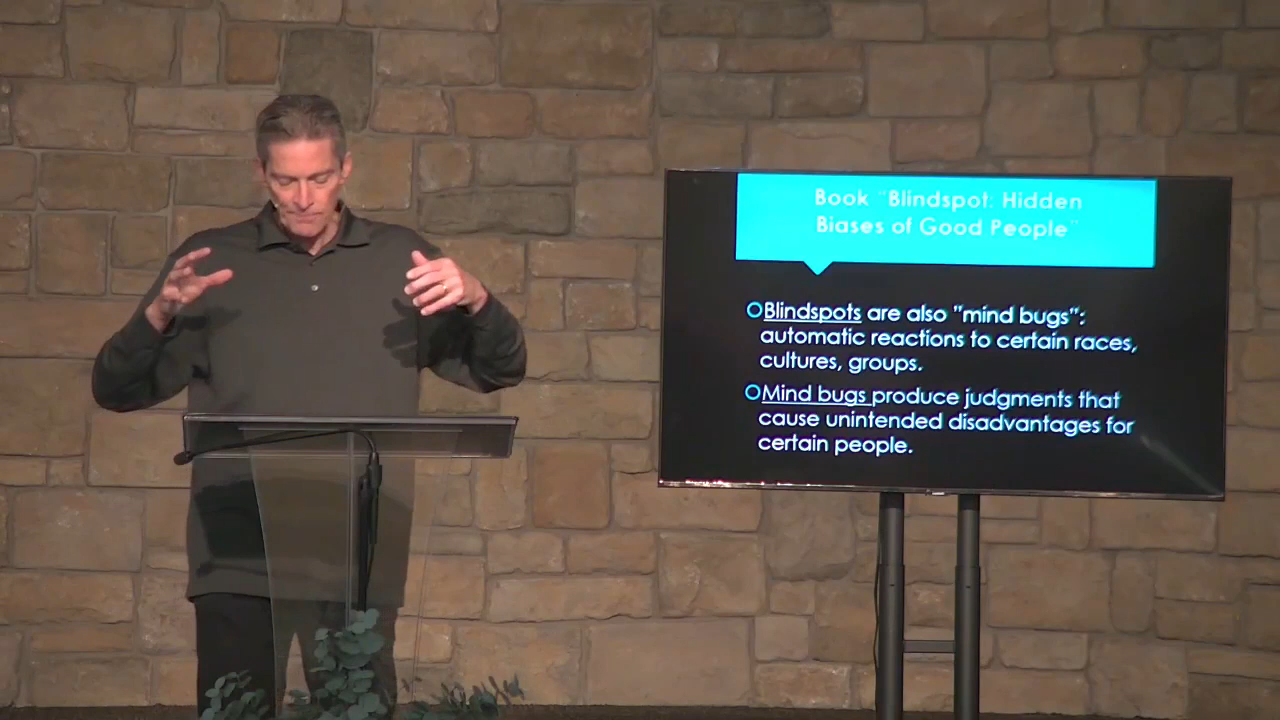 Book "Blindspot: Hidden
Biases of Good People"
Blindspots are also "mind bugs":
automatic reactions to certain races,
cultures, groups.
Mind bugs produce judgments that
cause unintended disadvantages for
certain people.